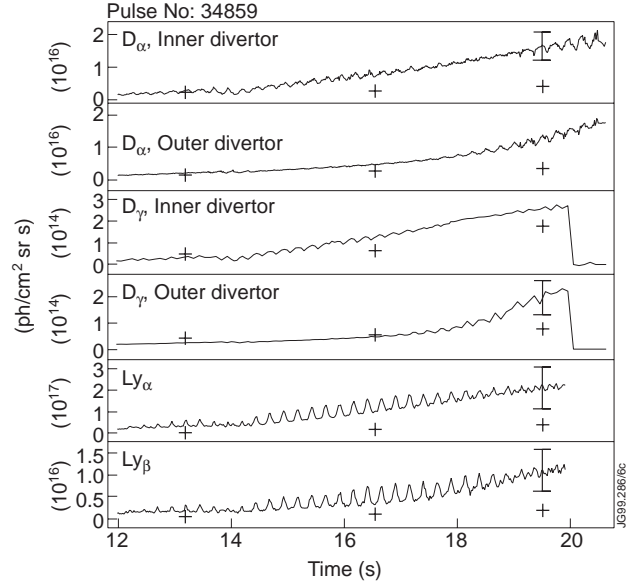 Pulse No: 34859
(ph/cm² sr s)
Dα, Inner divertor
(10¹⁶)
2
1
0
Dα, Outer divertor
(10¹⁶)
2
1
0
Dγ, Inner divertor
(10¹⁴)
3
2
1
0
Dγ, Outer divertor
(10¹⁴)
2
1
0
Lyα
(10¹⁷)
3
2
1
0
Lyβ
(10¹⁶)
1.5
1.0
0.5
0
12 14 16 18 20
Time (s)
JG99.286/6c